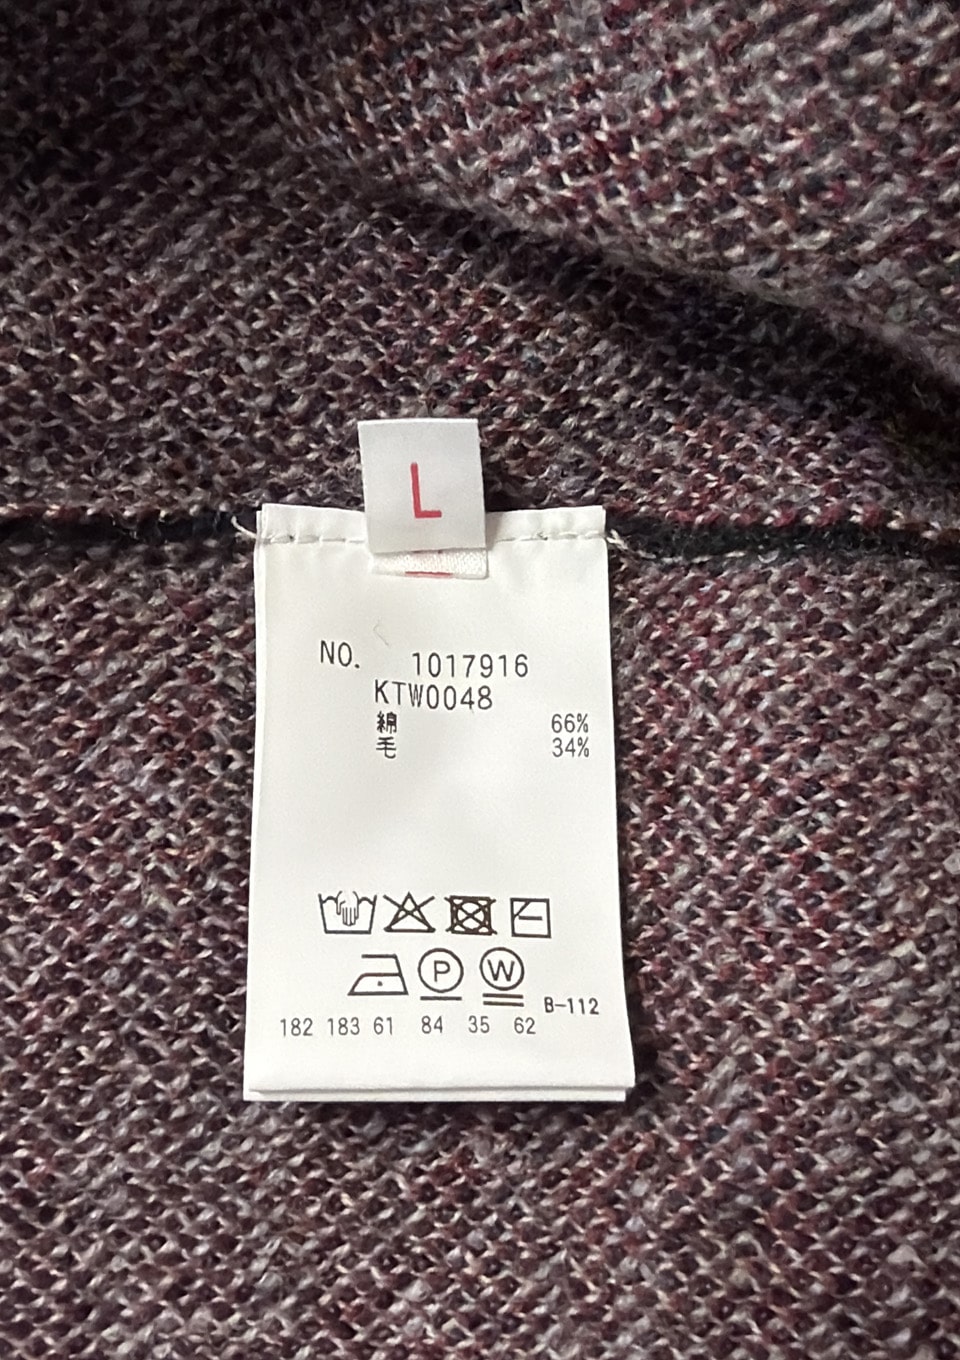 L
NO. 1017916
KTW0048
綿 66%
毛 34%
P W
B-112
182 183 61 84 35 62